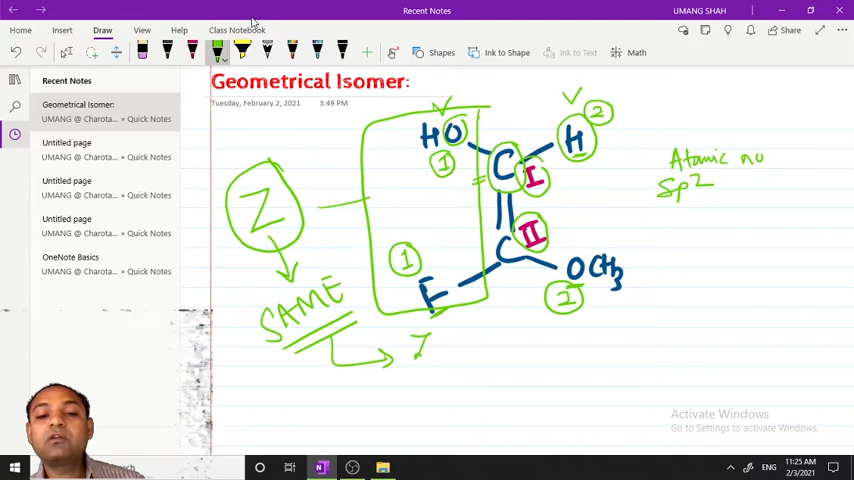 Recent Notes
UMANG SHAH
Home Insert Draw View Help Class Notebook
Share
Shapes Ink to Shape Ink to Text Math
Recent Notes
Geometrical Isomer:
UMANG @ Charota... » Quick Notes
Untitled page
UMANG @ Charota... » Quick Notes
Untitled page
UMANG @ Charota... » Quick Notes
Untitled page
UMANG @ Charota... » Quick Notes
OneNote Basics
UMANG @ Charota... » Quick Notes
Geometrical Isomer:
Tuesday, February 2, 2021 3:49 PM
HO H 2
1
C I
Atomic no
Sp2
Z
C II
1
F OCH3
2
SAME
Z
Activate Windows
Go to Settings to activate Windows.
search
ENG
11:25 AM
2/3/2021